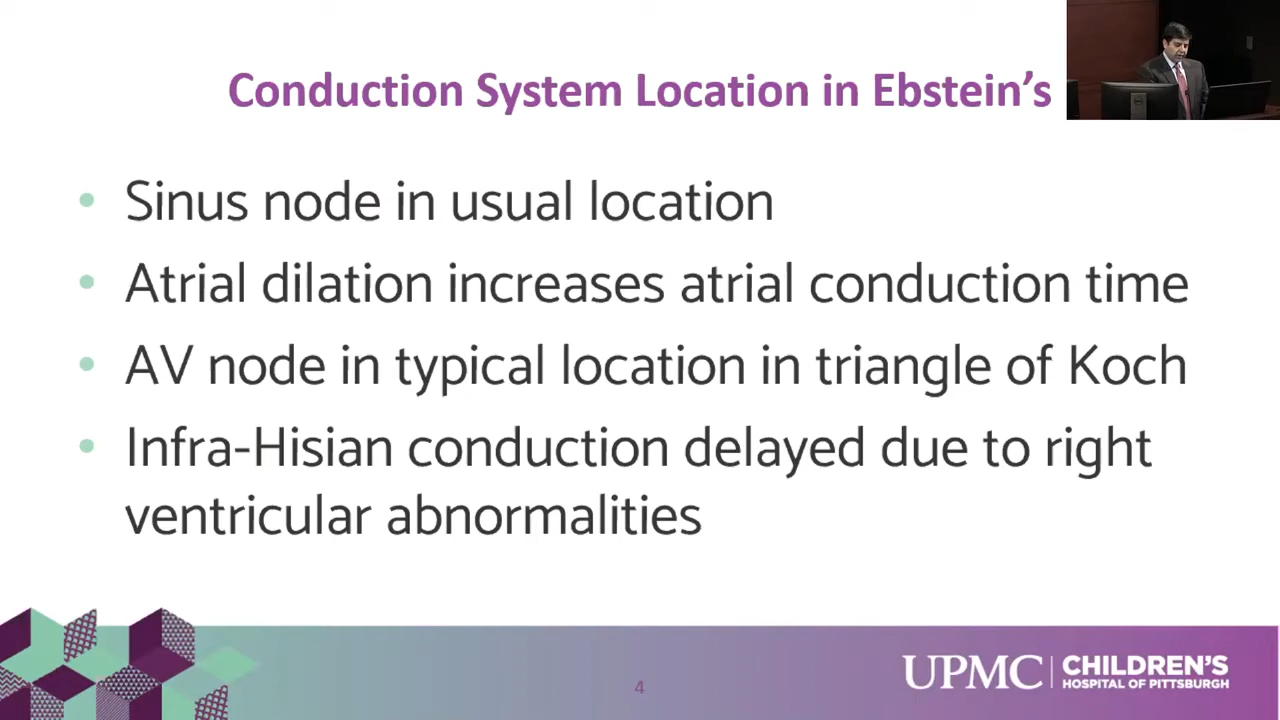 Conduction System Location in Ebstein’s
• Sinus node in usual location
• Atrial dilation increases atrial conduction time
• AV node in typical location in triangle of Koch
• Infra-Hisian conduction delayed due to right
ventricular abnormalities
4
UPMC | CHILDREN'S
HOSPITAL OF PITTSBURGH